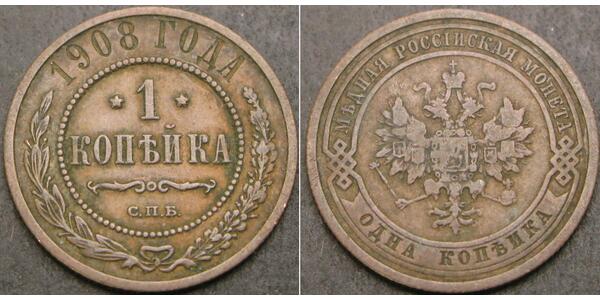 1908 ГОДА
1
КОПѢЙКА
С.П.Б.
МѢДНАЯ РОССІЙСКАЯ МОНЕТА
ОДНА КОПѢЙКА